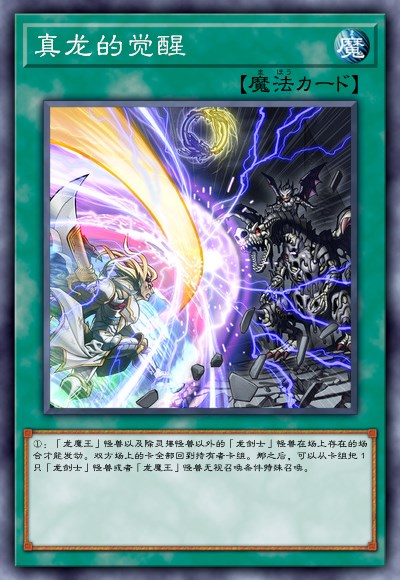 真龙的觉醒
魔
【魔法カード】
ま ほう
①：「龙魔王」怪兽以及除灵摆怪兽以外的「龙剑士」怪兽在场上存在的场
合才能发动。双方场上的卡全部回到持有者卡组。那之后，可以从卡组把１
只「龙剑士」怪兽或者「龙魔王」怪兽无视召唤条件特殊召唤。